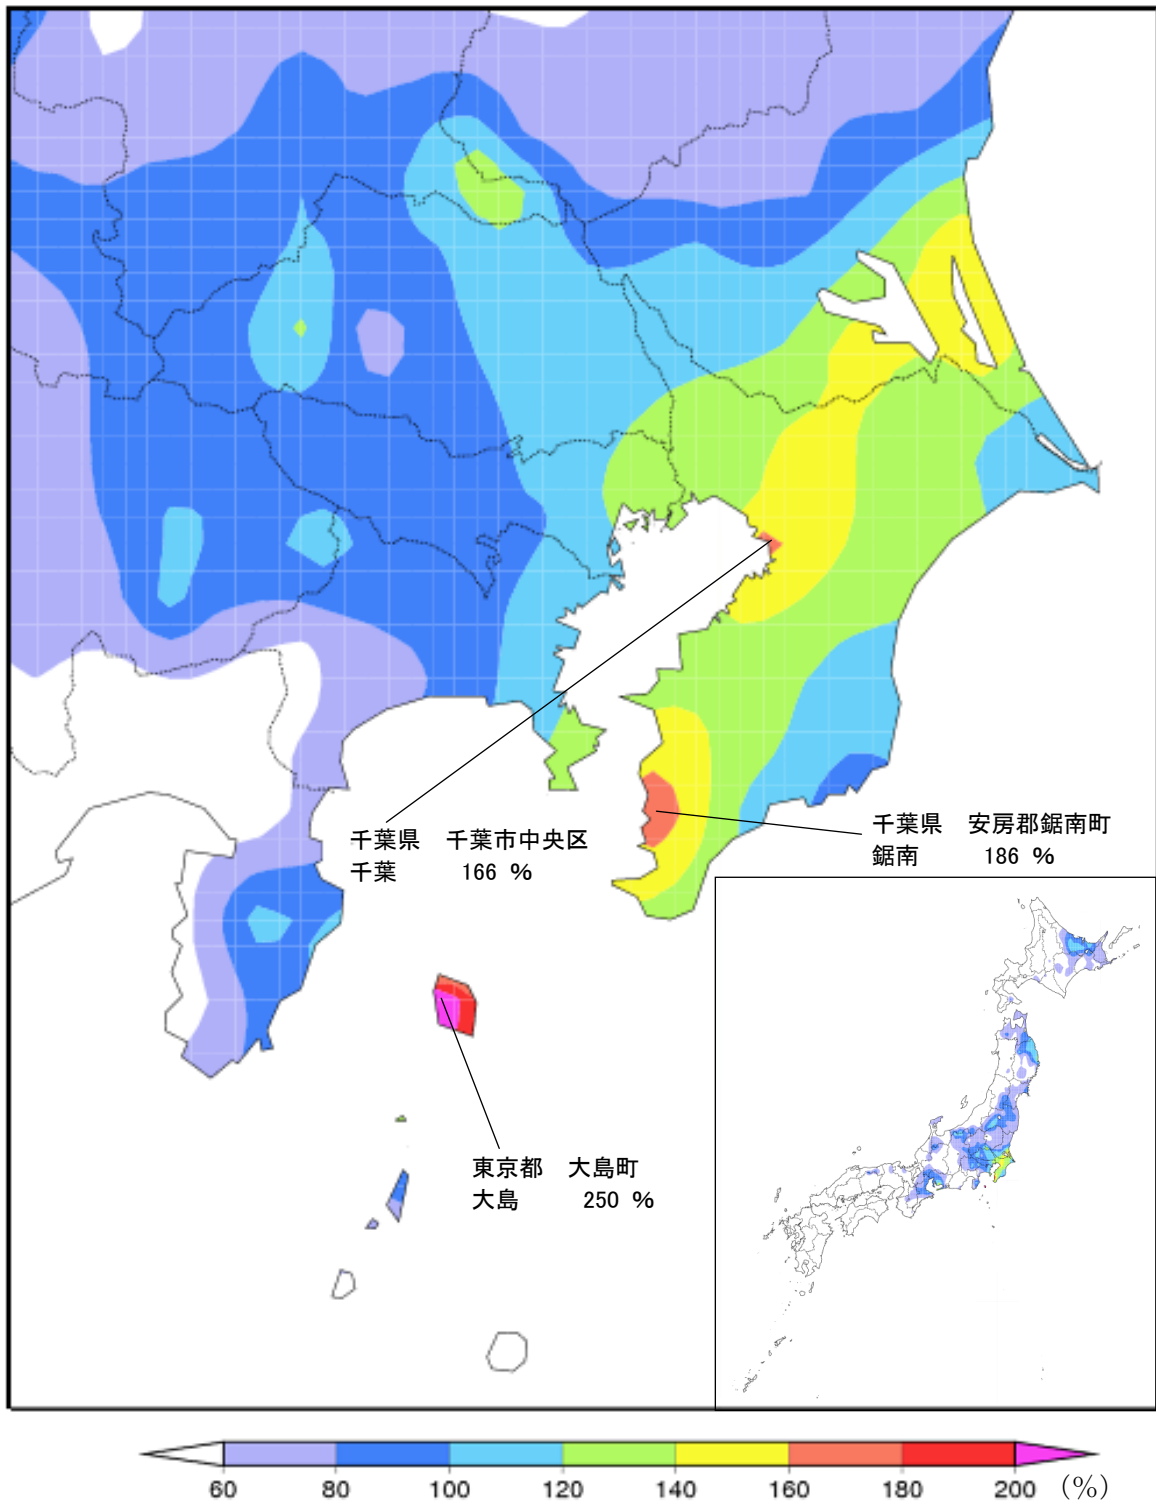 千葉県 千葉市中央区
千葉 166 %
千葉県 安房郡鋸南町
鋸南 186 %
東京都 大島町
大島 250 %
60 80 100 120 140 160 180 200 (%)